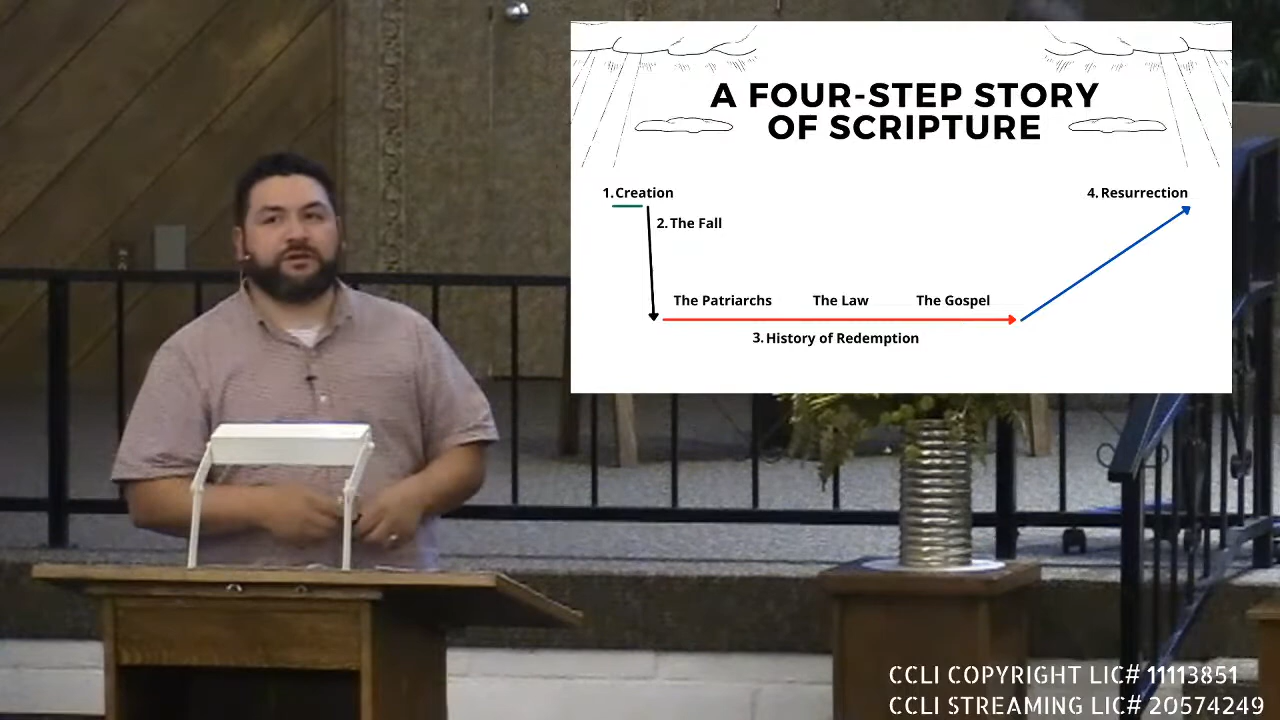 A FOUR-STEP STORY
OF SCRIPTURE
1. Creation
4. Resurrection
2. The Fall
The Patriarchs
The Law
The Gospel
3. History of Redemption
CCLI COPYRIGHT LIC# 11113851
CCLI STREAMING LIC# 20574249